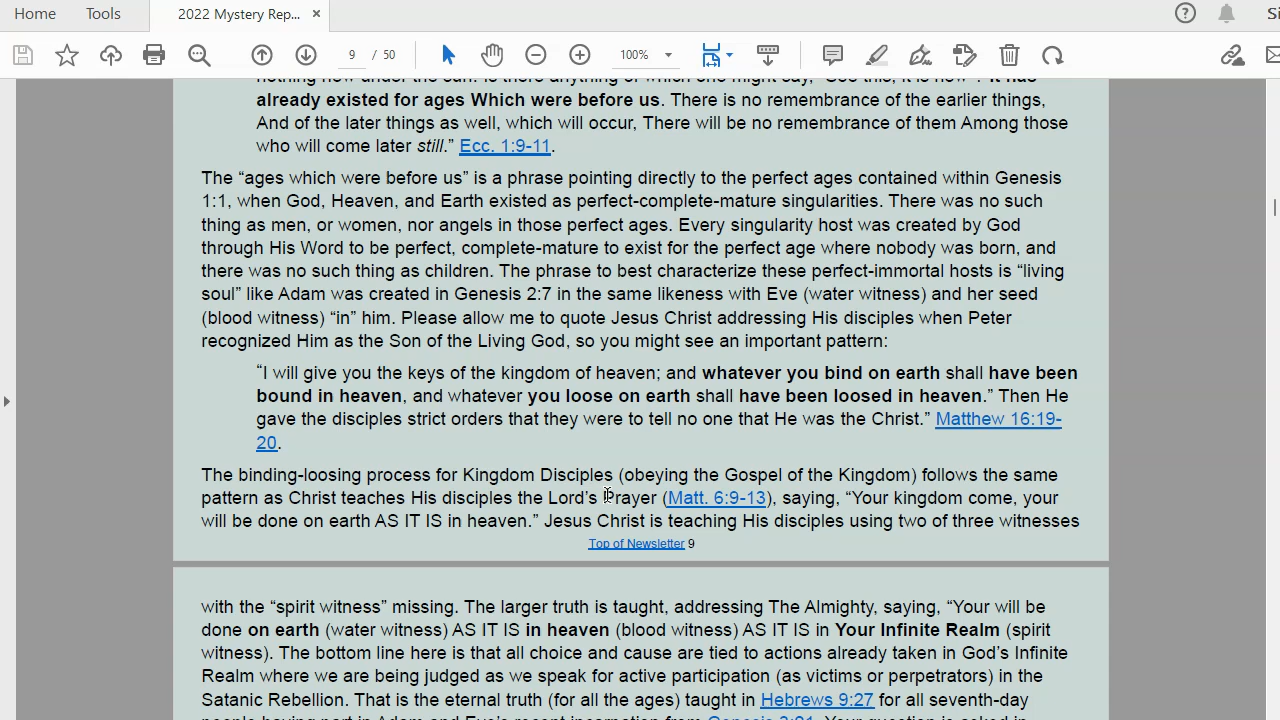 Home
Tools
2022 Mystery Rep...
×
Si
9 / 50
100%
already existed for ages Which were before us. There is no remembrance of the earlier things,
And of the later things as well, which will occur, There will be no remembrance of them Among those
who will come later still.” Ecc. 1:9-11.
The “ages which were before us” is a phrase pointing directly to the perfect ages contained within Genesis
1:1, when God, Heaven, and Earth existed as perfect-complete-mature singularities. There was no such
thing as men, or women, nor angels in those perfect ages. Every singularity host was created by God
through His Word to be perfect, complete-mature to exist for the perfect age where nobody was born, and
there was no such thing as children. The phrase to best characterize these perfect-immortal hosts is “living
soul” like Adam was created in Genesis 2:7 in the same likeness with Eve (water witness) and her seed
(blood witness) “in” him. Please allow me to quote Jesus Christ addressing His disciples when Peter
recognized Him as the Son of the Living God, so you might see an important pattern:
“I will give you the keys of the kingdom of heaven; and whatever you bind on earth shall have been
bound in heaven, and whatever you loose on earth shall have been loosed in heaven.” Then He
gave the disciples strict orders that they were to tell no one that He was the Christ.” Matthew 16:19-
20.
The binding-loosing process for Kingdom Disciples (obeying the Gospel of the Kingdom) follows the same
pattern as Christ teaches His disciples the Lord’s Prayer (Matt. 6:9-13), saying, “Your kingdom come, your
will be done on earth AS IT IS in heaven.” Jesus Christ is teaching His disciples using two of three witnesses
Top of Newsletter 9
with the “spirit witness” missing. The larger truth is taught, addressing The Almighty, saying, “Your will be
done on earth (water witness) AS IT IS in heaven (blood witness) AS IT IS in Your Infinite Realm (spirit
witness). The bottom line here is that all choice and cause are tied to actions already taken in God’s Infinite
Realm where we are being judged as we speak for active participation (as victims or perpetrators) in the
Satanic Rebellion. That is the eternal truth (for all the ages) taught in Hebrews 9:27 for all seventh-day